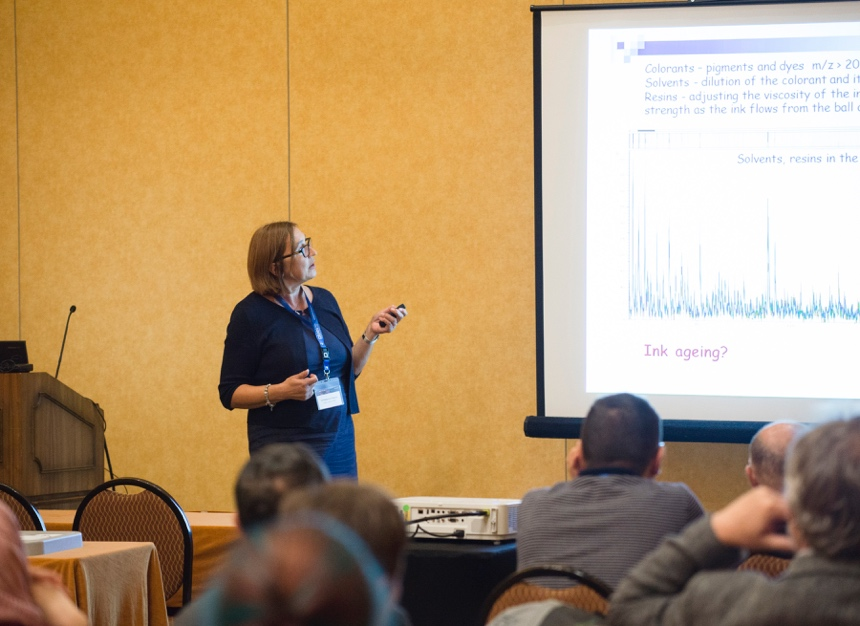 Colorants - pigments and dyes m/z > 20
Solvents - dilution of the colorant and it
Resins - adjusting the viscosity of the in
strength as the ink flows from the ball
Solvents, resins in the
Ink ageing?